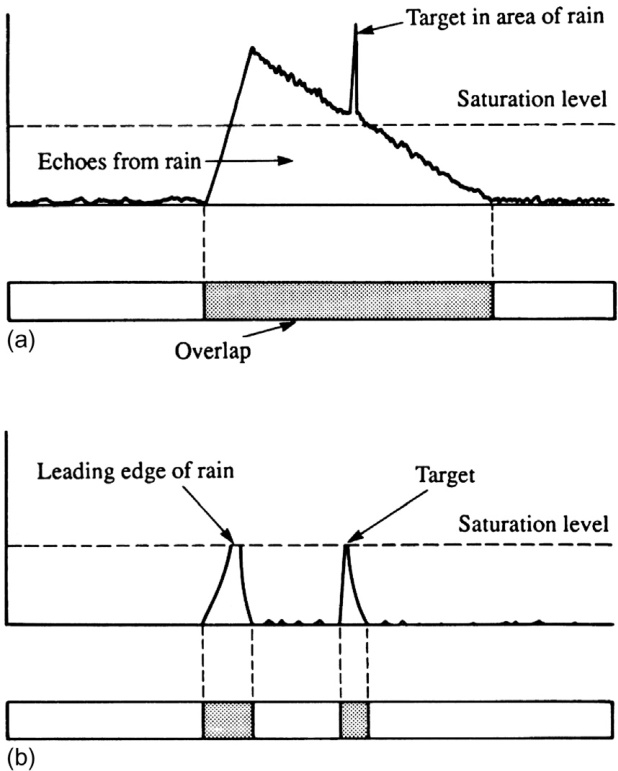 Target in area of rain
Saturation level
Echoes from rain
(a)
Overlap
Leading edge of rain
Target
Saturation level
(b)